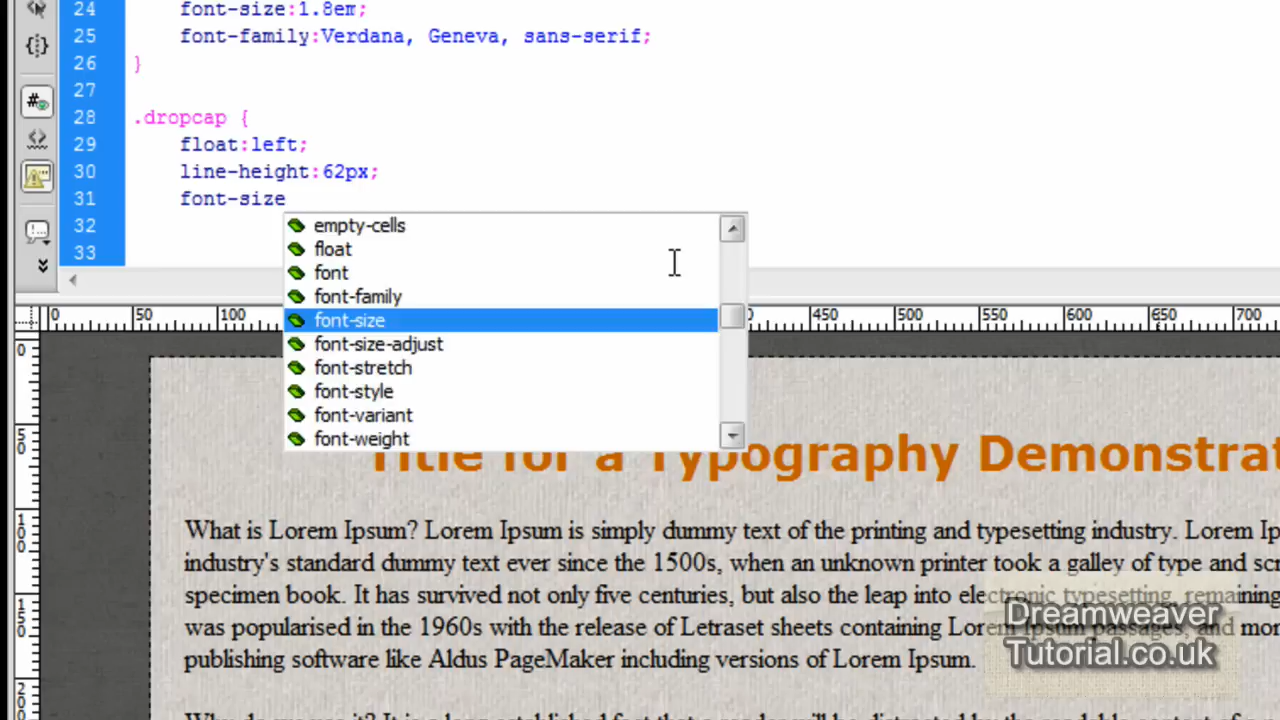 24 font-size:1.8em;
25 font-family:Verdana, Geneva, sans-serif;
26 }
27
28 .dropcap {
29 float:left;
30 line-height:62px;
31 font-size
32
33
empty-cells
float
font
font-family
font-size
font-size-adjust
font-stretch
font-style
font-variant
font-weight
0 50 100 450 500 550 600 650 700
0
50
100
150
200
Title for a Typography Demonstrat
What is Lorem Ipsum? Lorem Ipsum is simply dummy text of the printing and typesetting industry. Lorem Ip
industry's standard dummy text ever since the 1500s, when an unknown printer took a galley of type and scr
specimen book. It has survived not only five centuries, but also the leap into electronic typesetting, remaining
was popularised in the 1960s with the release of Letraset sheets containing Lorem Ipsum passages, and mor
publishing software like Aldus PageMaker including versions of Lorem Ipsum.
Dreamweaver
Tutorial.co.uk